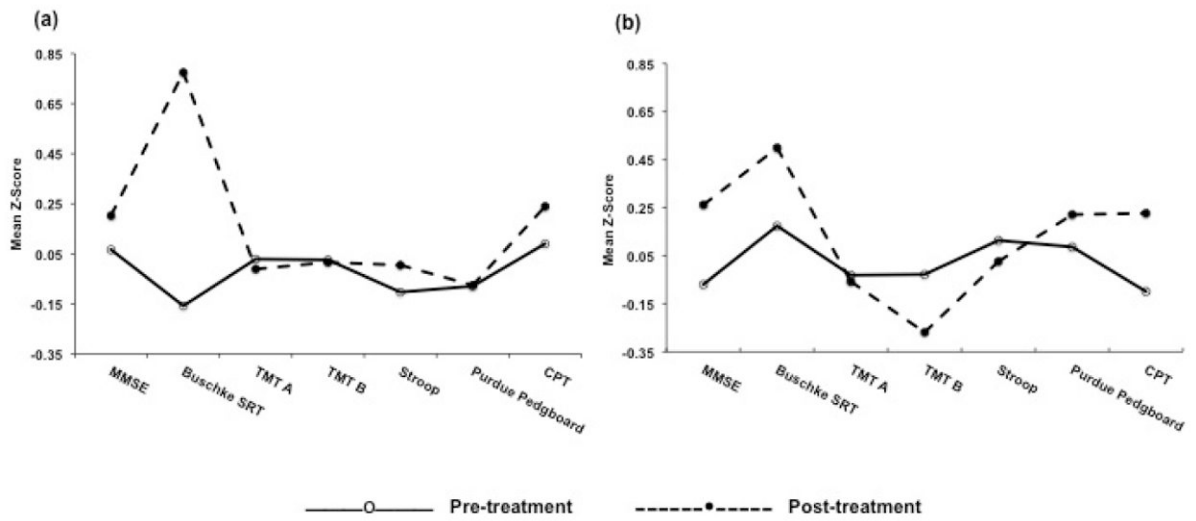 (a)
0.85
0.65
0.45
0.25
0.05
-0.15
-0.35
Mean Z-Score
MMSE
Buschke SRT
TMT A
TMT B
Stroop
Purdue Pedgboard
CPT
(b)
0.85
0.65
0.45
0.25
0.05
-0.15
-0.35
Mean Z-Score
MMSE
Buschke SRT
TMT A
TMT B
Stroop
Purdue Pedgboard
CPT
Pre-treatment
Post-treatment